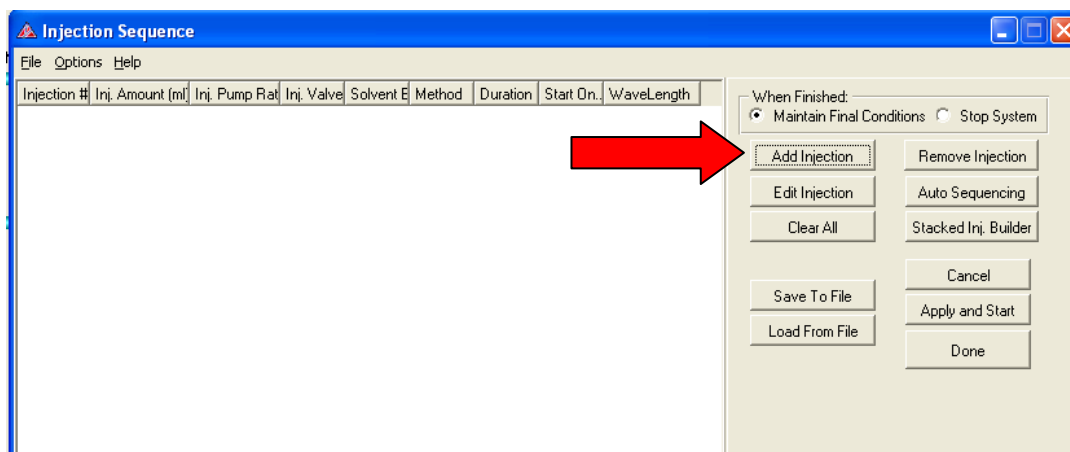 Injection Sequence
File Options Help
Injection # Inj. Amount (ml) Inj. Pump Rat Inj. Valve Solvent E Method Duration Start On.. WaveLength
When Finished:
Maintain Final Conditions Stop System
Add Injection Remove Injection
Edit Injection Auto Sequencing
Clear All Stacked Inj. Builder
Cancel
Save To File
Apply and Start
Load From File
Done